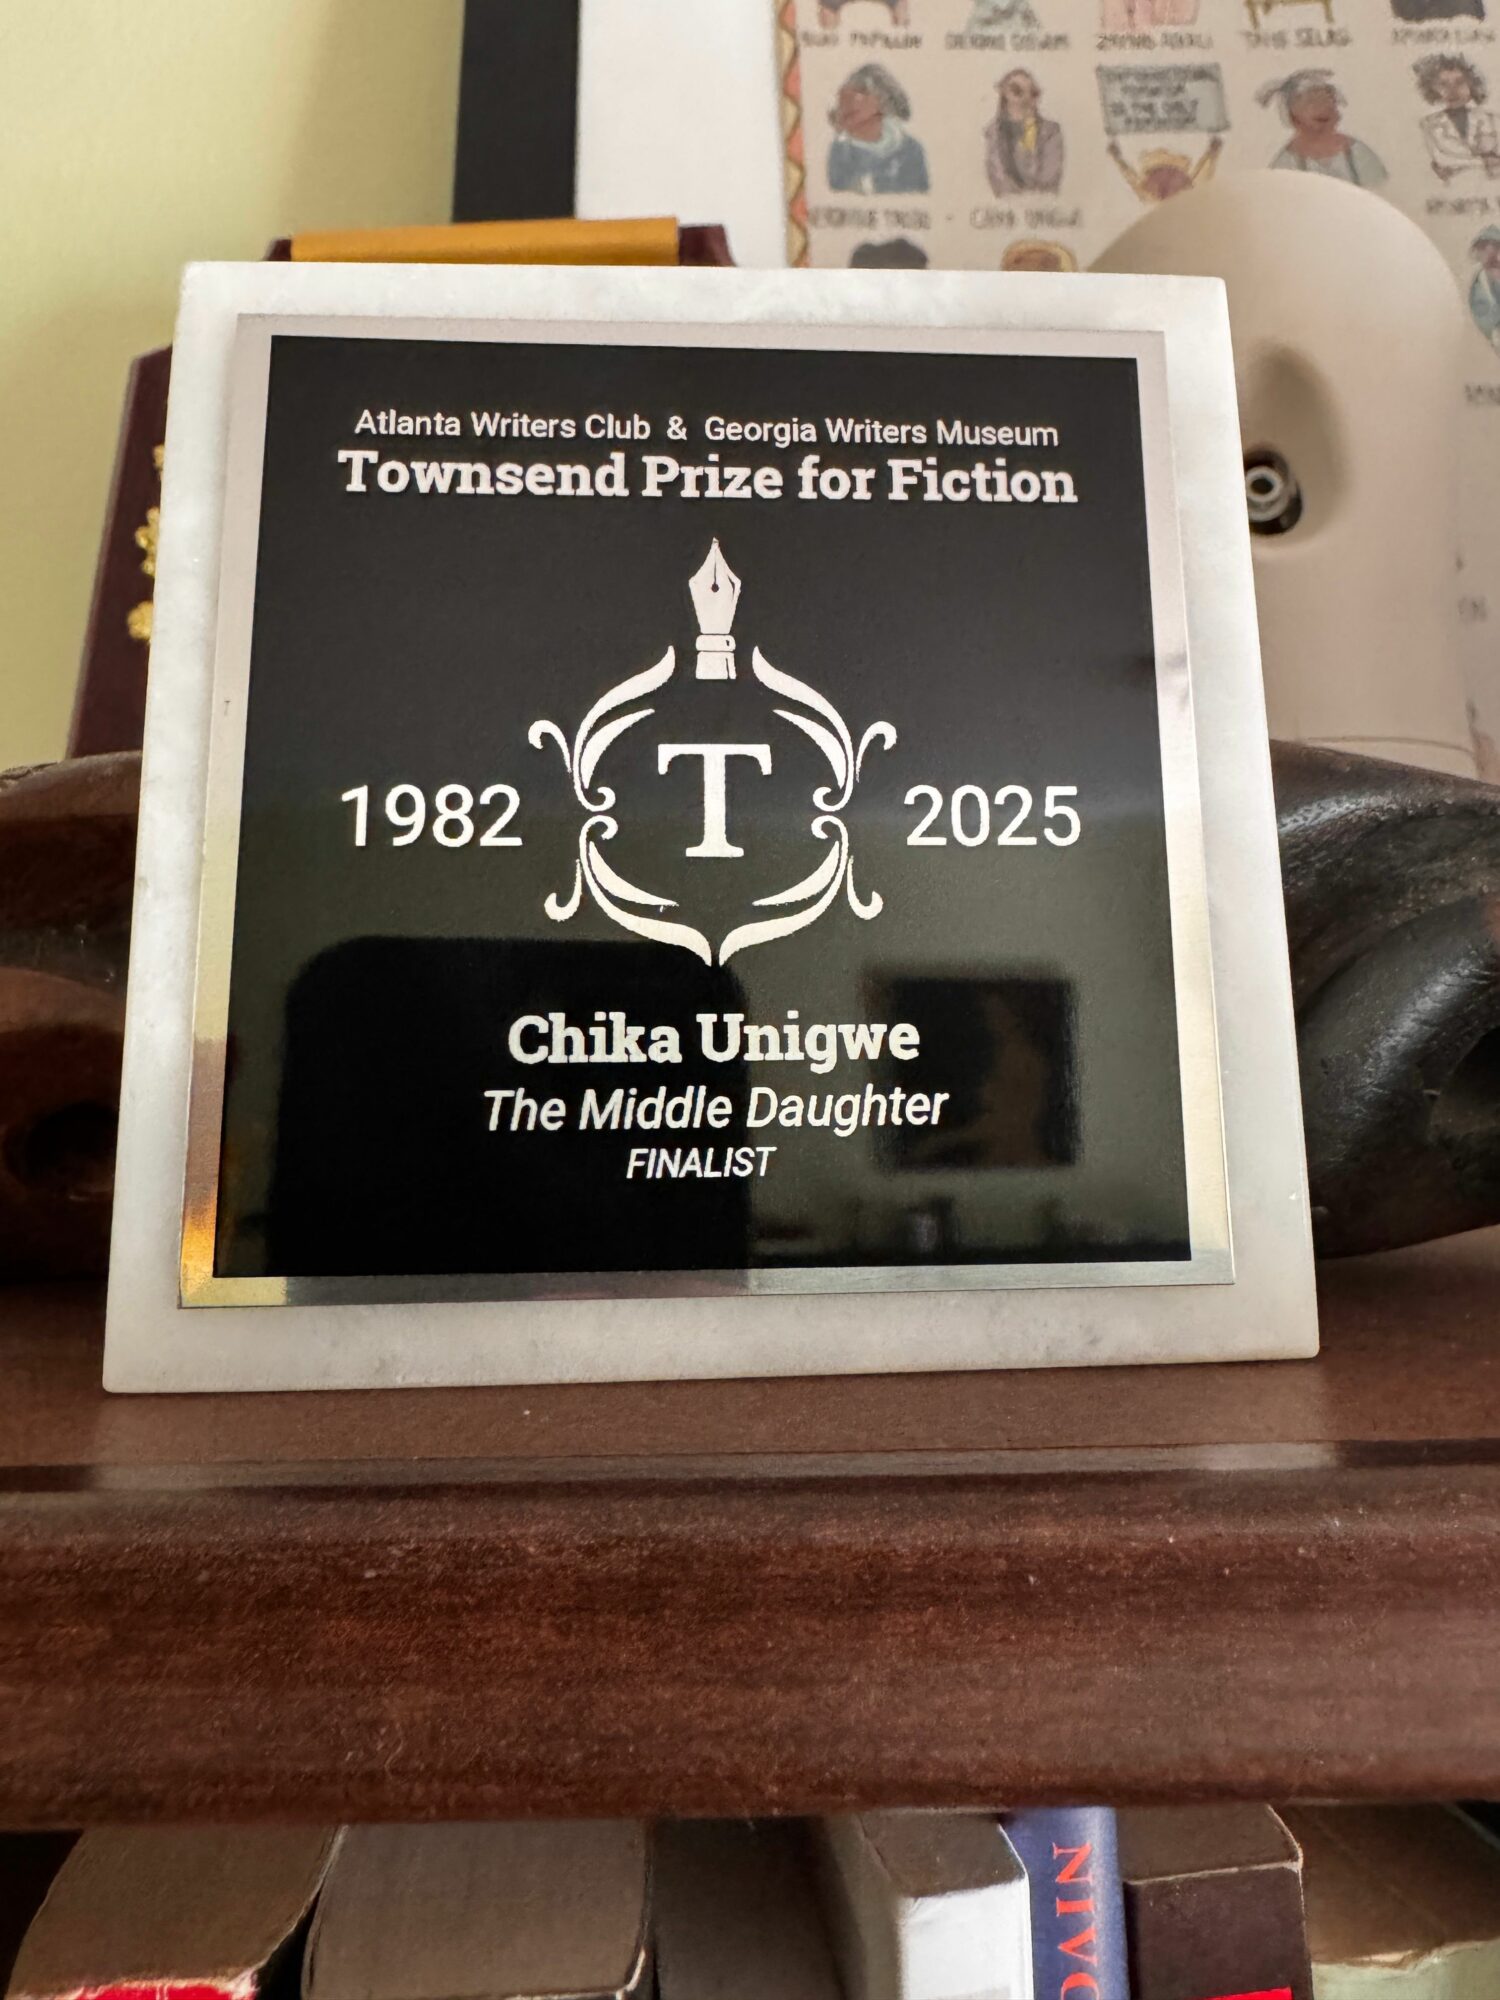 Atlanta Writers Club & Georgia Writers Museum
Townsend Prize for Fiction
1982 T 2025
Chika Unigwe
The Middle Daughter
FINALIST